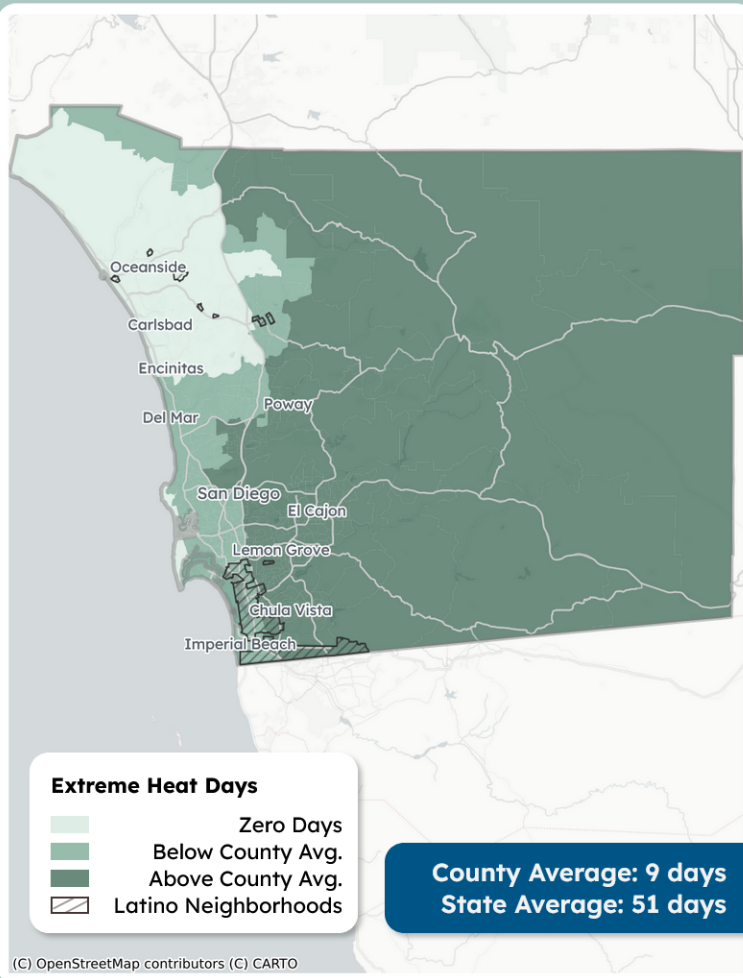 Oceanside
Carlsbad
Encinitas
Del Mar
Poway
San Diego
El Cajon
Lemon Grove
Chula Vista
Imperial Beach
Extreme Heat Days
Zero Days
Below County Avg.
Above County Avg.
Latino Neighborhoods
County Average: 9 days
State Average: 51 days
(C) OpenStreetMap contributors (C) CARTO